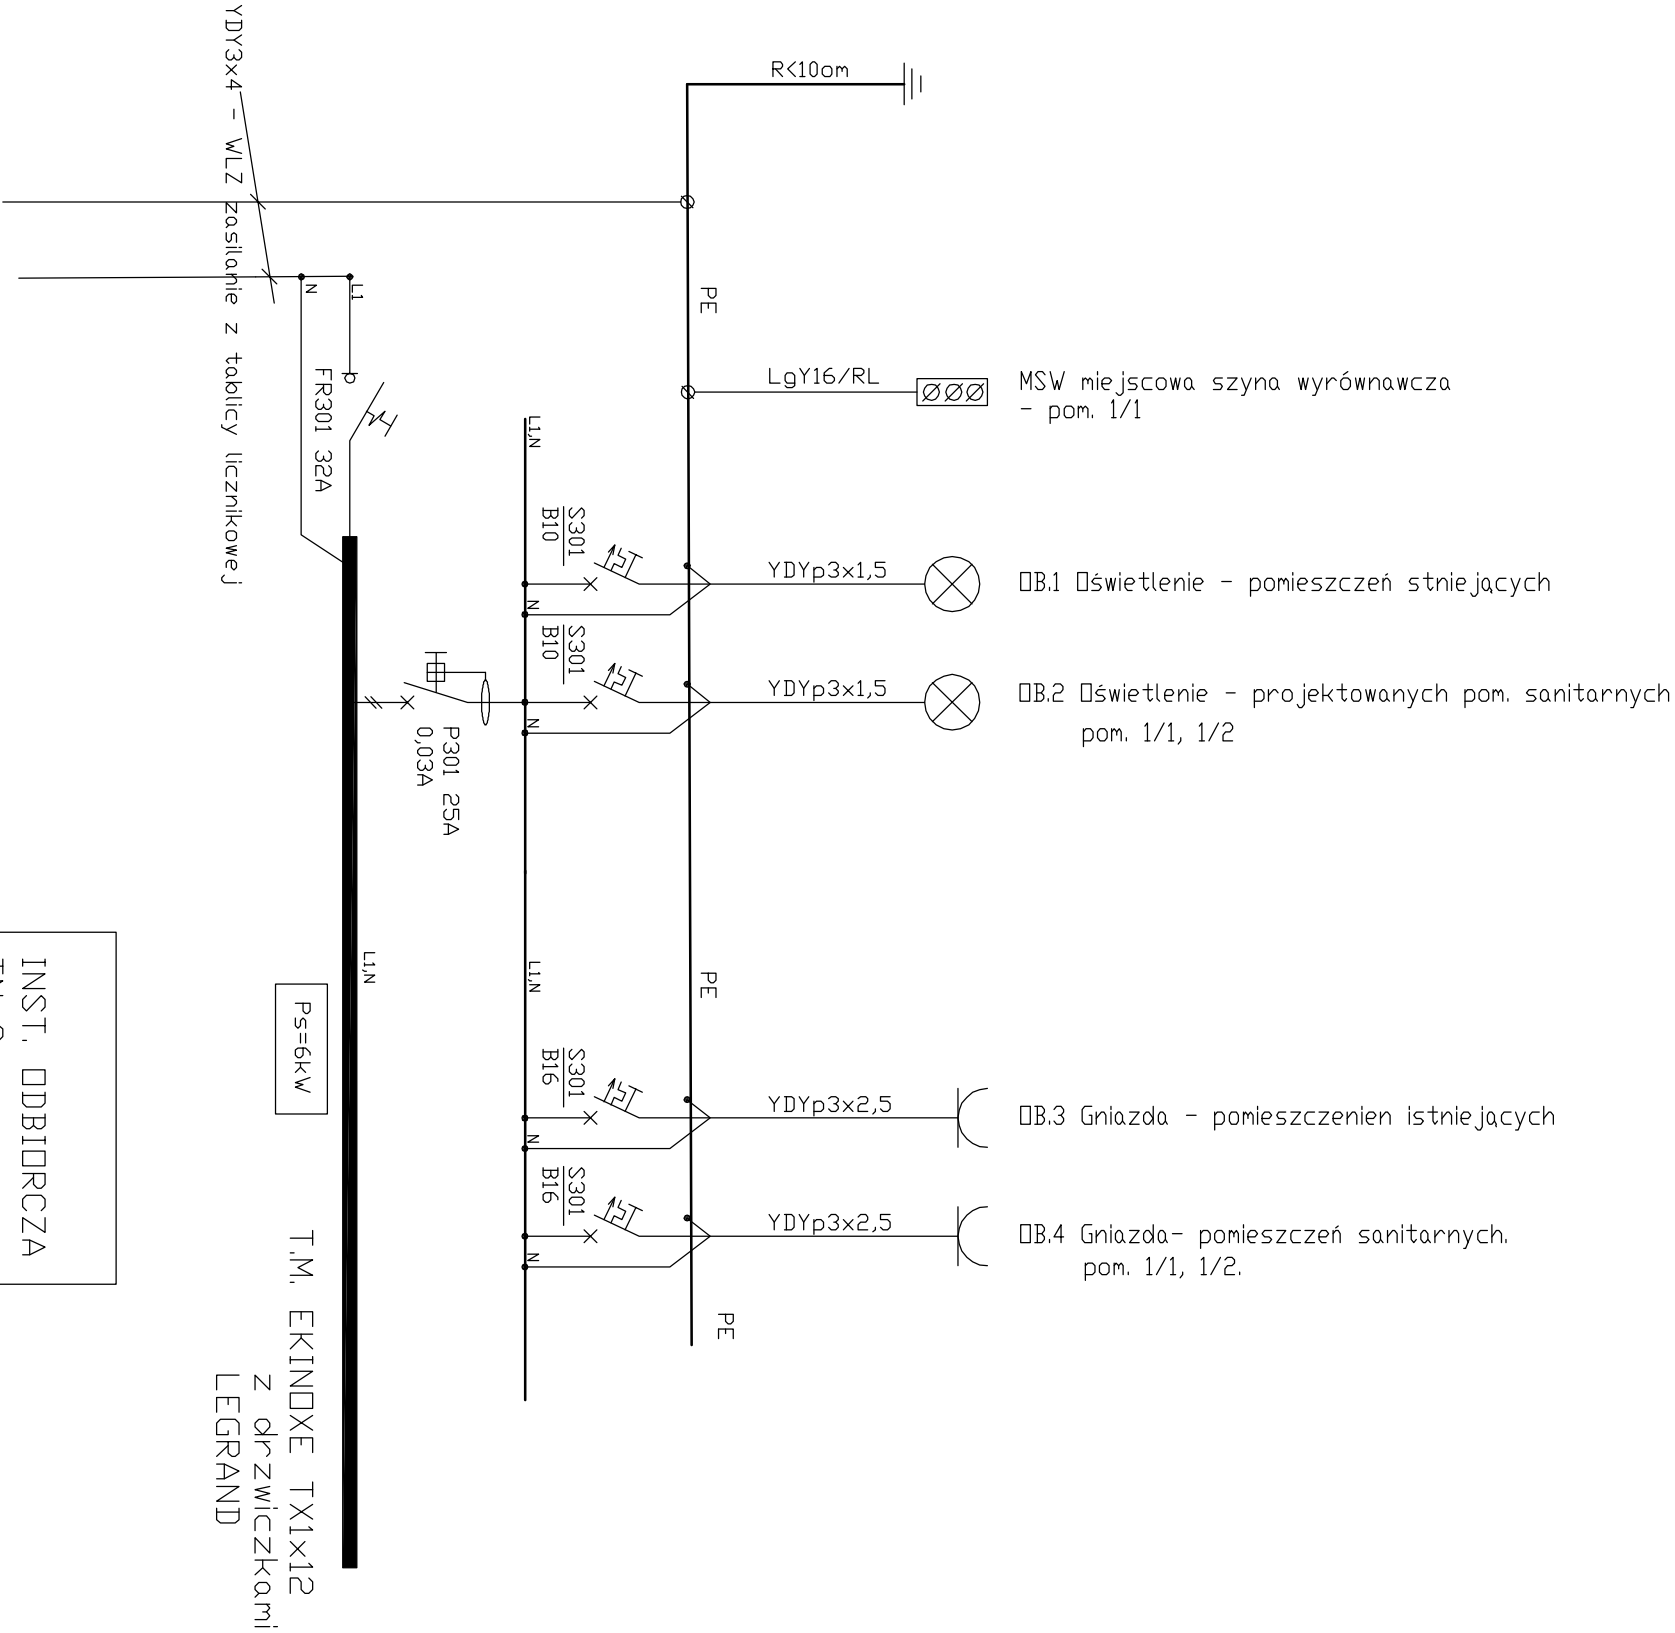 R<10om
YDY3x4 - WLZ zasilanie z tablicy licznikowej
N
L1
FR301 32A
PE
LgY16/RL
MSW miejscowa szyna wyrównawcza
- pom. 1/1
L1,N
S301
B10
N
YDYp3x1,5
OB.1 Oświetlenie - pomieszczeń stniejących
S301
B10
N
YDYp3x1,5
OB.2 Oświetlenie - projektowanych pom. sanitarnych
pom. 1/1, 1/2
P301 25A
0,03A
L1,N
L1,N
PE
Ps=6kW
S301
B16
N
YDYp3x2,5
OB.3 Gniazda - pomieszczenien istniejących
S301
B16
N
YDYp3x2,5
OB.4 Gniazda- pomieszczeń sanitarnych.
pom. 1/1, 1/2.
PE
INST. ODBIORCZA
T.M. EKINOXE TX1x12
z drzwiczkami
LEGRAND